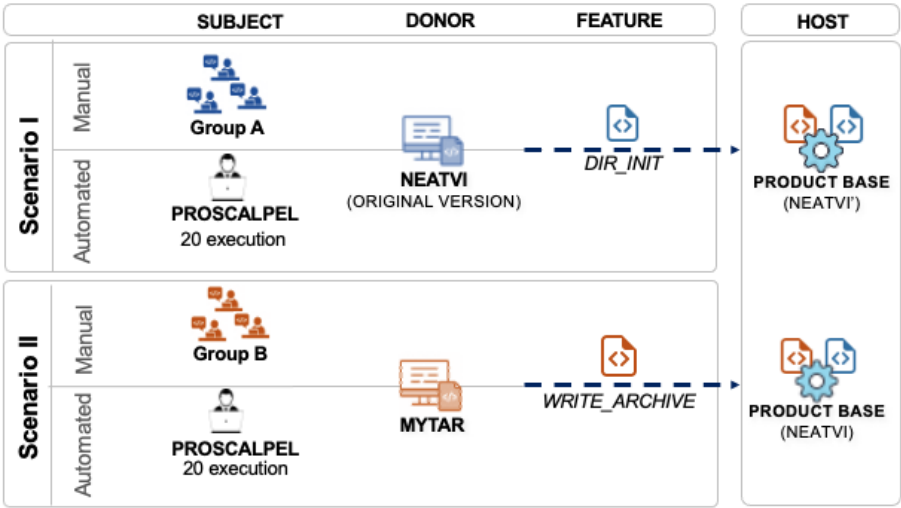 SUBJECT
DONOR
FEATURE
HOST
Scenario I
Manual
Automated
Group A
PROSCALPEL
20 execution
NEATVI
(ORIGINAL VERSION)
DIR_INIT
PRODUCT BASE
(NEATVI')
Scenario II
Manual
Automated
Group B
PROSCALPEL
20 execution
MYTAR
WRITE_ARCHIVE
PRODUCT BASE
(NEATVI)